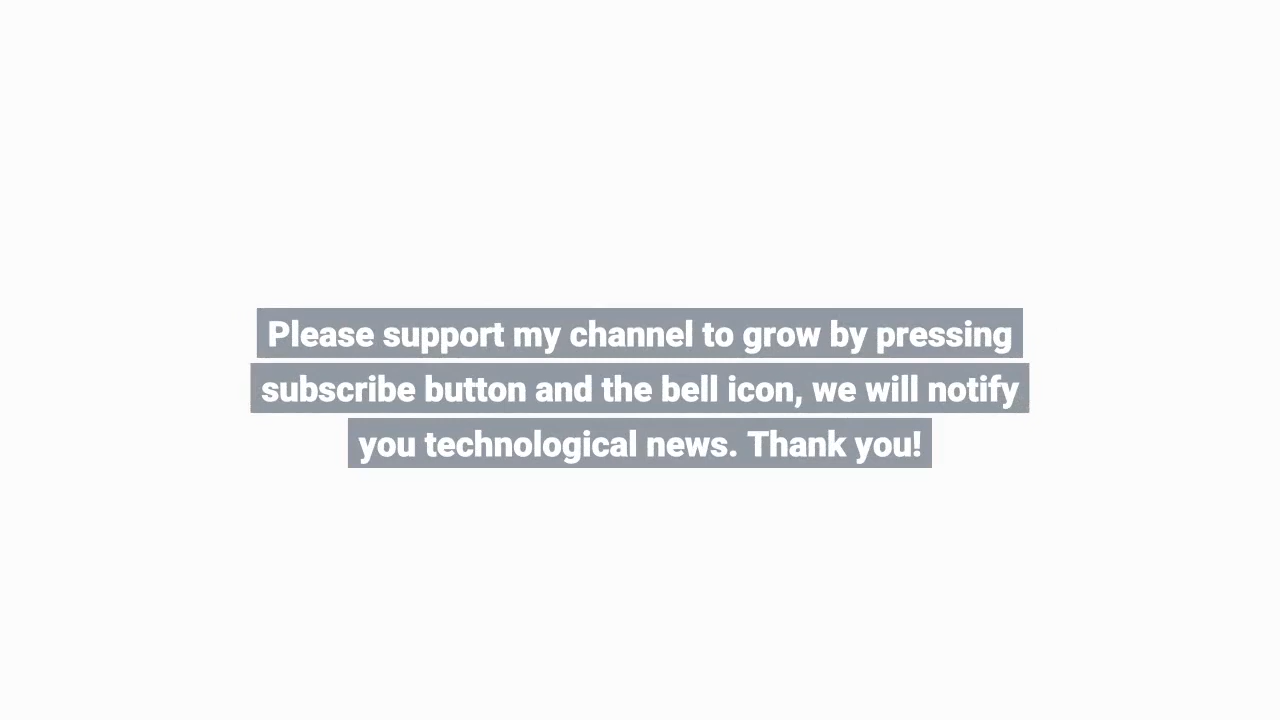 Please support my channel to grow by pressing
subscribe button and the bell icon, we will notify
you technological news. Thank you!